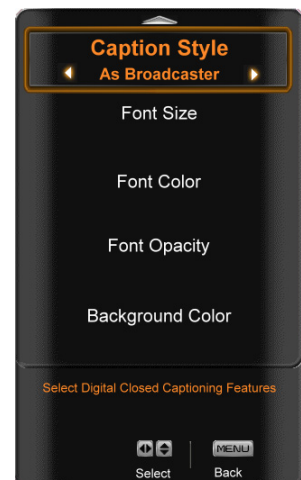 Caption Style
As Broadcaster
Font Size
Font Color
Font Opacity
Background Color
Select Digital Closed Captioning Features
MENU
Select Back